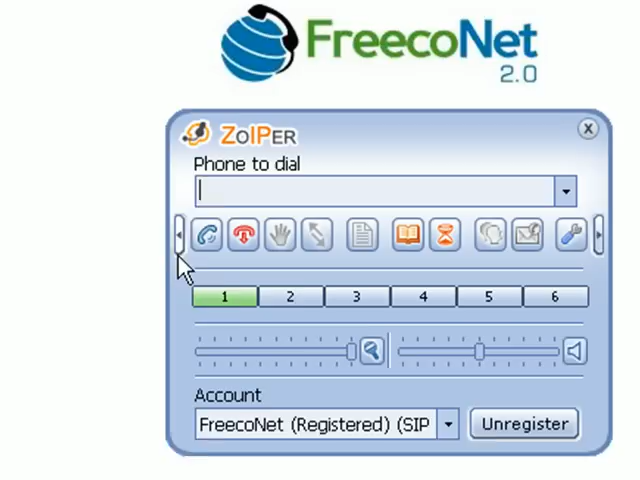 FreecoNet
2.0
ZoIPer
Phone to dial
1 2 3 4 5 6
Account
FreecoNet (Registered) (SIP
Unregister